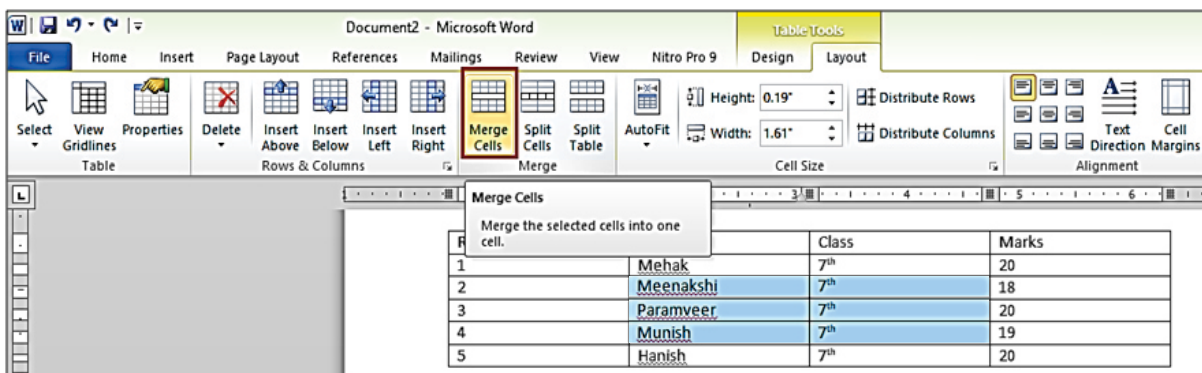 W Document2 - Microsoft Word Table Tools
File Home Insert Page Layout References Mailings Review View Nitro Pro 9 Design Layout
Select View Gridlines Properties Delete Insert Above Insert Below Insert Left Insert Right Merge Cells Split Cells Split Table AutoFit Height: 0.19" Width: 1.61" Distribute Rows Distribute Columns Text Direction Cell Margins
Table Rows & Columns Merge Cell Size Alignment
L 3 4 5 6
Merge Cells
Merge the selected cells into one
cell.
R Class Marks
1 Mehak 7th 20
2 Meenakshi 7th 18
3 Paramveer 7th 20
4 Munish 7th 19
5 Hanish 7th 20